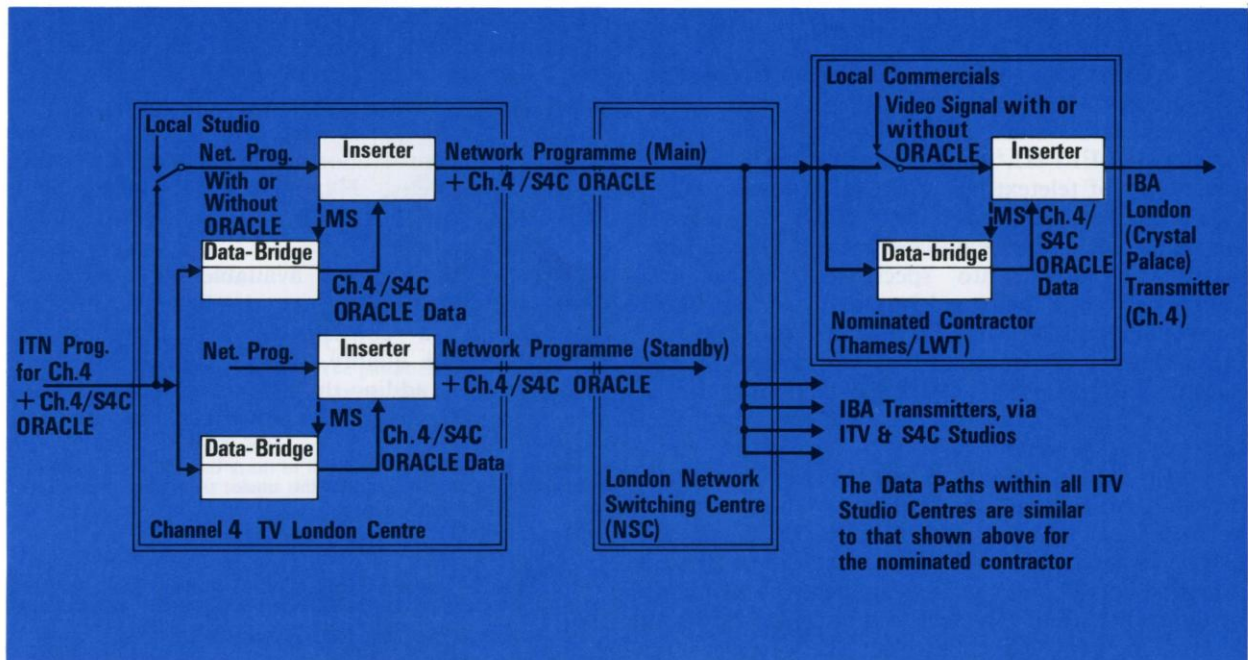 Local Studio
Net. Prog.
With or
Without
ORACLE
Inserter
MS
Data-Bridge
Ch.4/S4C
ORACLE Data
Network Programme (Main)
+ Ch.4/S4C ORACLE
ITN Prog.
for Ch.4
+ Ch.4/S4C
ORACLE
Net. Prog.
Inserter
MS
Data-Bridge
Ch.4/S4C
ORACLE Data
Network Programme (Standby)
+ Ch.4/S4C ORACLE
Channel 4 TV London Centre
London Network
Switching Centre
(NSC)
Local Commercials
Video Signal with or
without
ORACLE
Inserter
MS
Ch.4/
S4C
ORACLE
Data
Data-bridge
Nominated Contractor
(Thames/LWT)
IBA
London
(Crystal
Palace)
Transmitter
(Ch.4)
IBA Transmitters, via
ITV & S4C Studios
The Data Paths within all ITV
Studio Centres are similar
to that shown above for
the nominated contractor